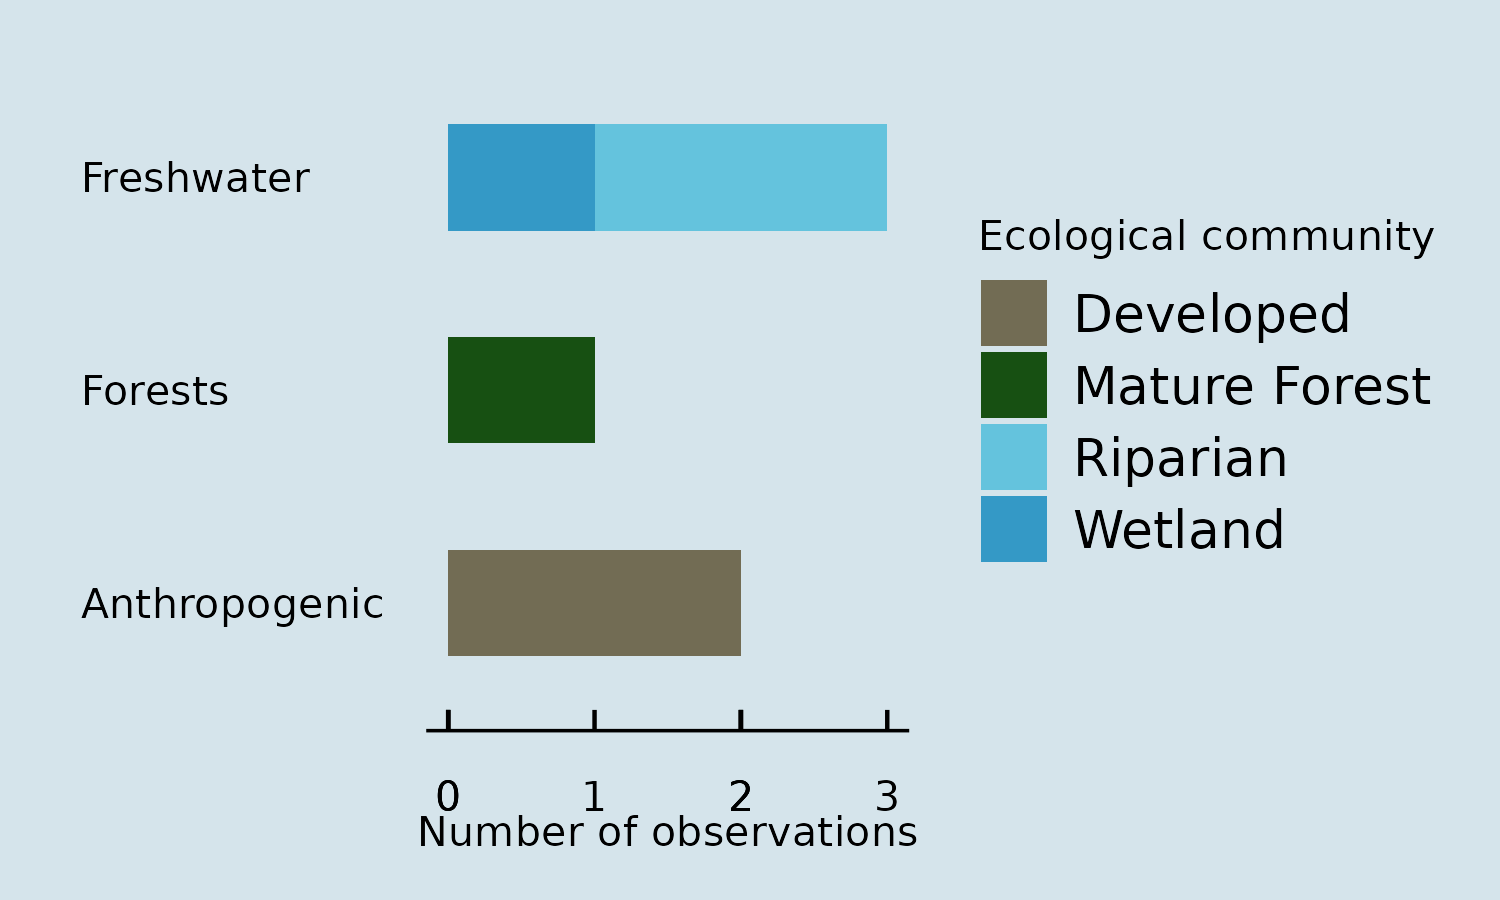 Freshwater
Forests
Anthropogenic
0 1 2 3
Number of observations
Ecological community
Developed
Mature Forest
Riparian
Wetland